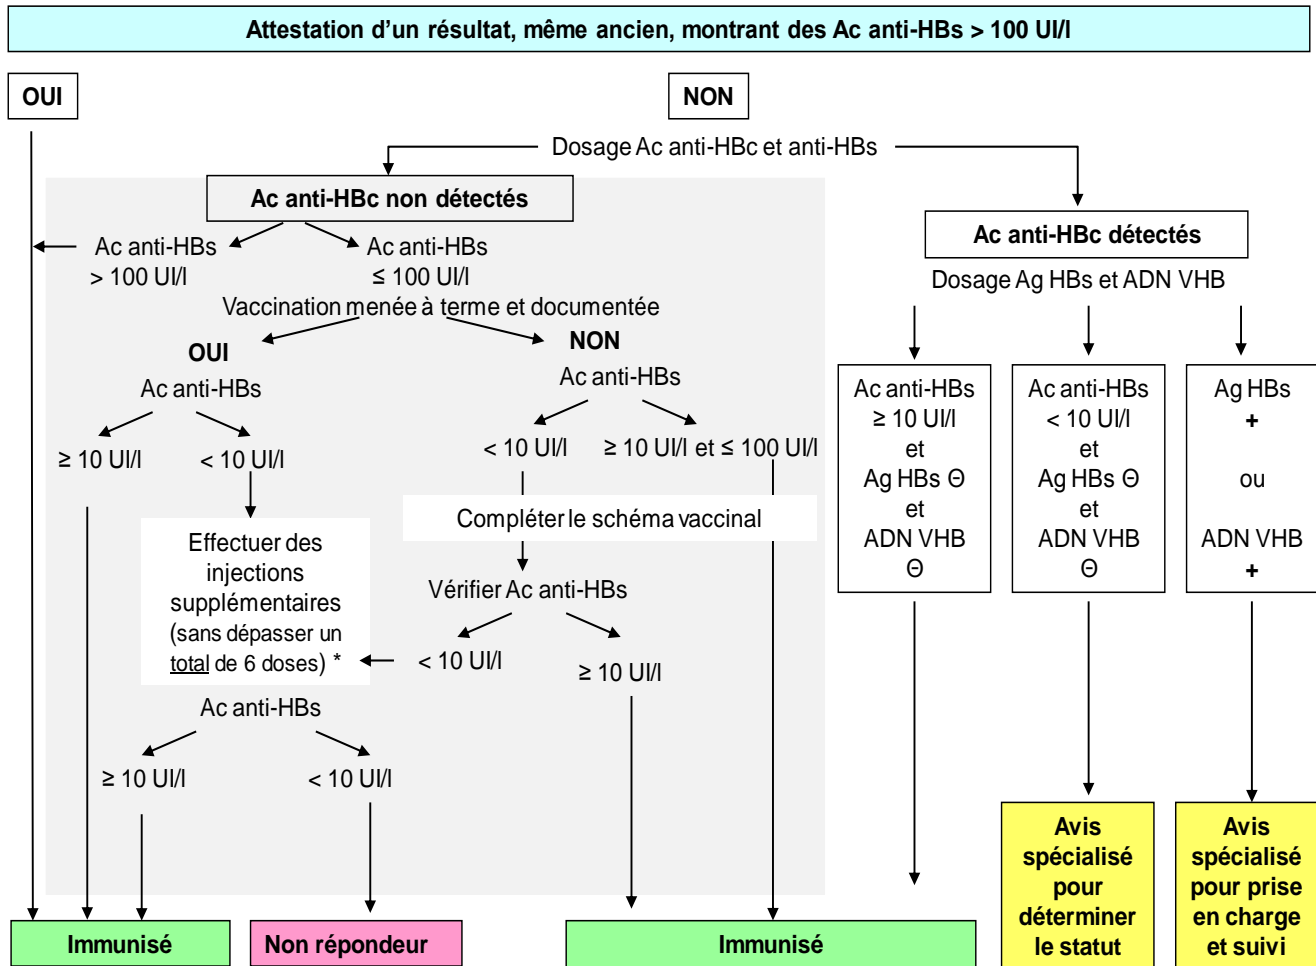 Attestation d'un résultat, même ancien, montrant des Ac anti-HBs > 100 UI/l
OUI
NON
Dosage Ac anti-HBc et anti-HBs
Ac anti-HBc non détectés
Ac anti-HBs
> 100 UI/l
Ac anti-HBs
≤ 100 UI/l
Vaccination menée à terme et documentée
OUI
Ac anti-HBs
≥ 10 UI/l
< 10 UI/l
NON
Ac anti-HBs
< 10 UI/l
≥ 10 UI/l et ≤ 100 UI/l
Compléter le schéma vaccinal
Vérifier Ac anti-HBs
< 10 UI/l
≥ 10 UI/l
Effectuer des
injections
supplémentaires
(sans dépasser un
total de 6 doses) *
Ac anti-HBs
≥ 10 UI/l
< 10 UI/l
Ac anti-HBc détectés
Dosage Ag HBs et ADN VHB
Ac anti-HBs
≥ 10 UI/l
et
Ag HBs Θ
et
ADN VHB
Θ
Ac anti-HBs
< 10 UI/l
et
Ag HBs Θ
et
ADN VHB
Θ
Ag HBs
+
ou
ADN VHB
+
Immunisé
Non répondeur
Immunisé
Avis
spécialisé
pour
déterminer
le statut
Avis
spécialisé
pour prise
en charge
et suivi